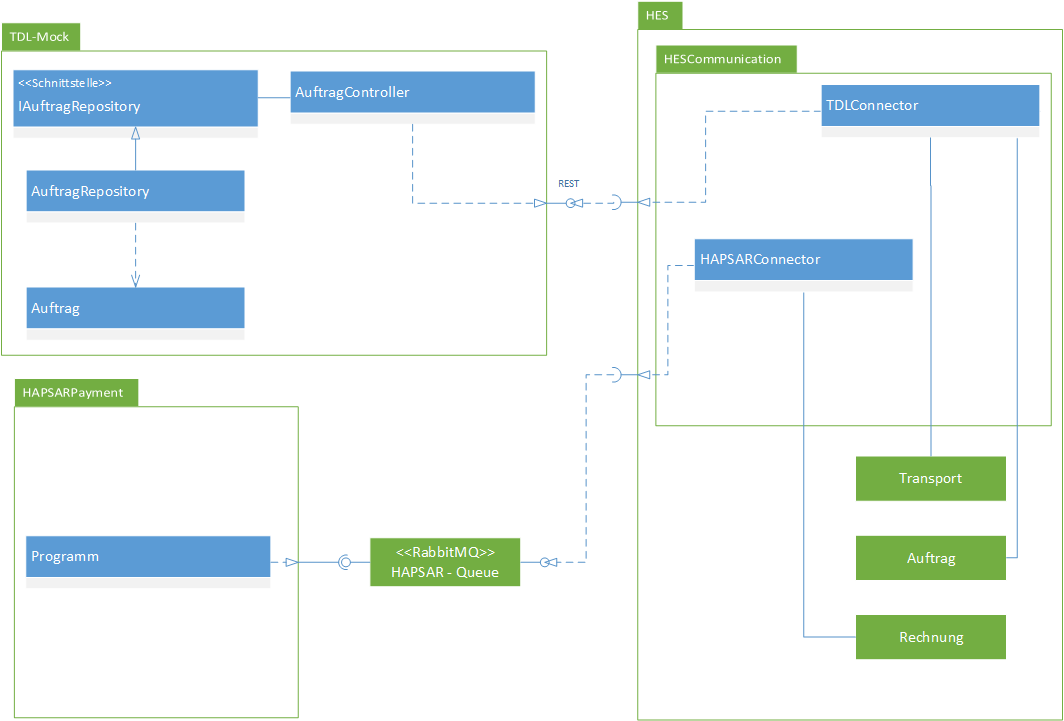 TDL-Mock
<<Schnittstelle>>
IAuftragRepository
AuftragController
AuftragRepository
Auftrag
REST
HES
HESCommunication
TDLConnector
HAPSARConnector
HAPSARPayment
Programm
<<RabbitMQ>>
HAPSAR - Queue
Transport
Auftrag
Rechnung